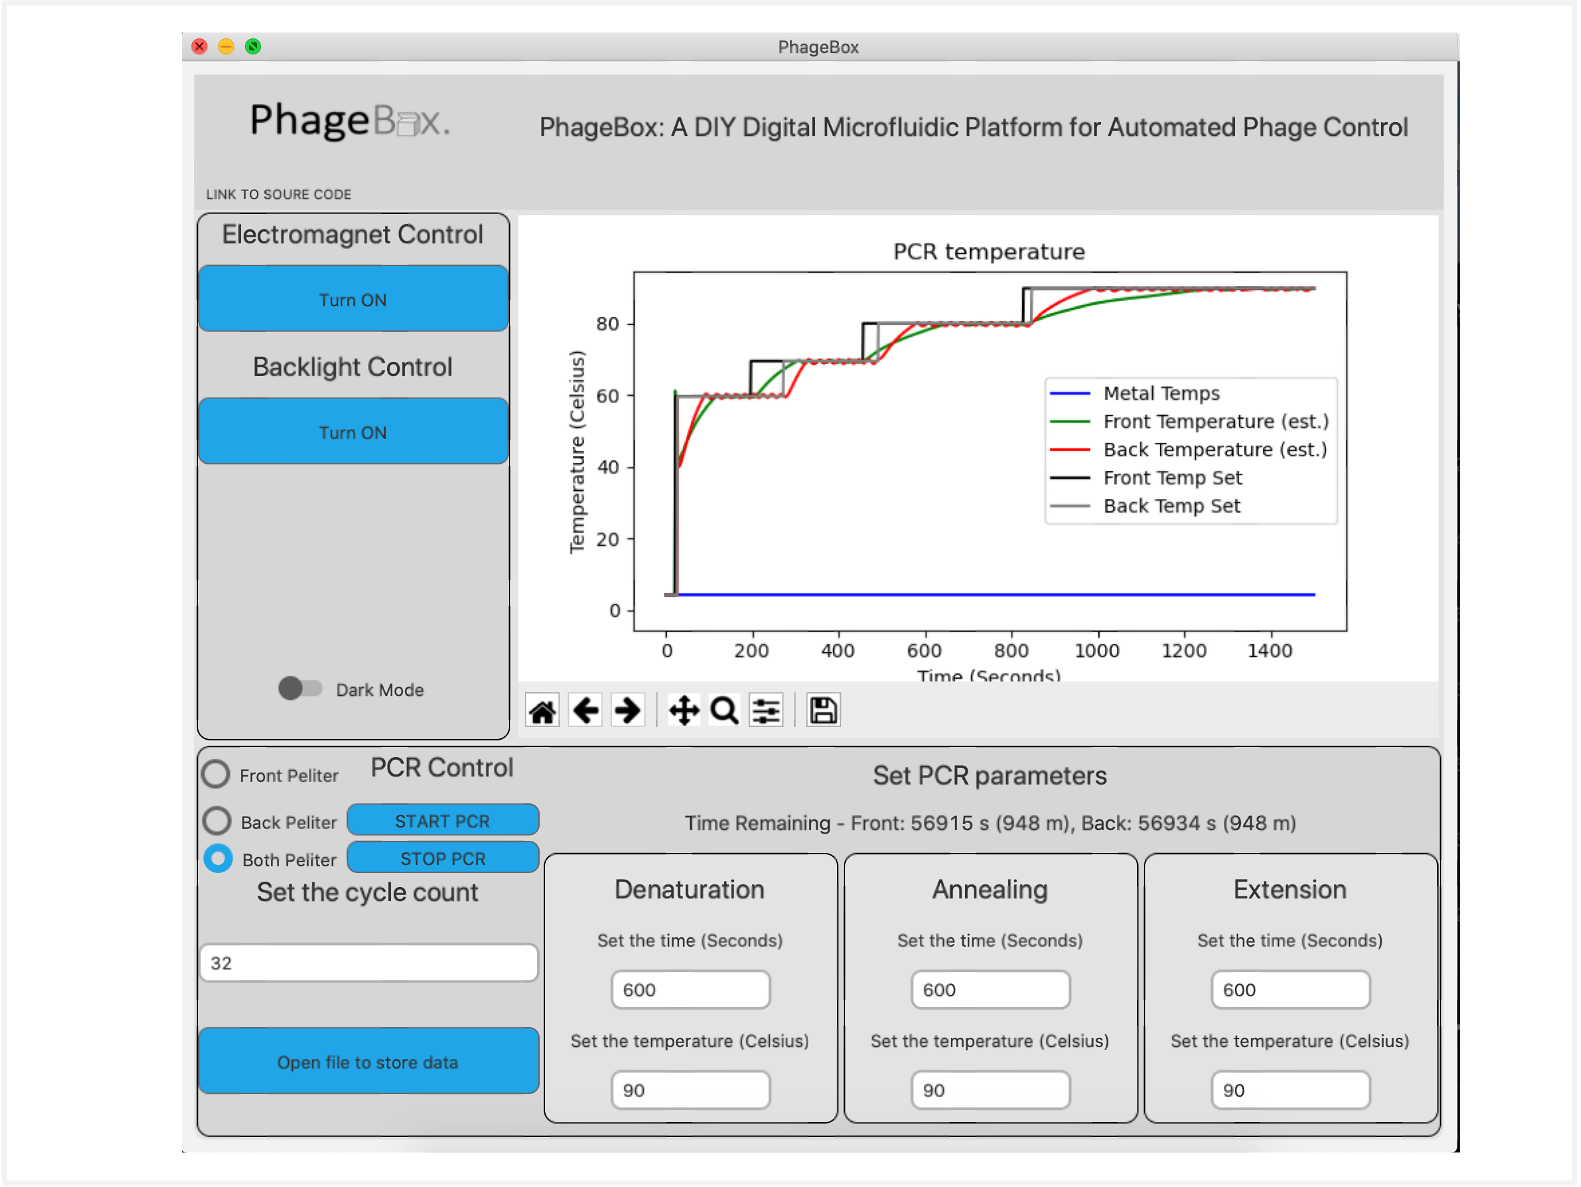 PhageBox
PhageBox.
PhageBox: A DIY Digital Microfluidic Platform for Automated Phage Control
LINK TO SOURE CODE
Electromagnet Control
Turn ON
Backlight Control
Turn ON
Dark Mode
PCR temperature
Temperature (Celsius)
80
60
40
20
0
Metal Temps
Front Temperature (est.)
Back Temperature (est.)
Front Temp Set
Back Temp Set
0 200 400 600 800 1000 1200 1400
Time (Seconds)
Front Peliter
PCR Control
Back Peliter
START PCR
Both Peliter
STOP PCR
Set the cycle count
32
Open file to store data
Set PCR parameters
Time Remaining - Front: 56915 s (948 m), Back: 56934 s (948 m)
Denaturation
Set the time (Seconds)
600
Set the temperature (Celsius)
90
Annealing
Set the time (Seconds)
600
Set the temperature (Celsius)
90
Extension
Set the time (Seconds)
600
Set the temperature (Celsius)
90